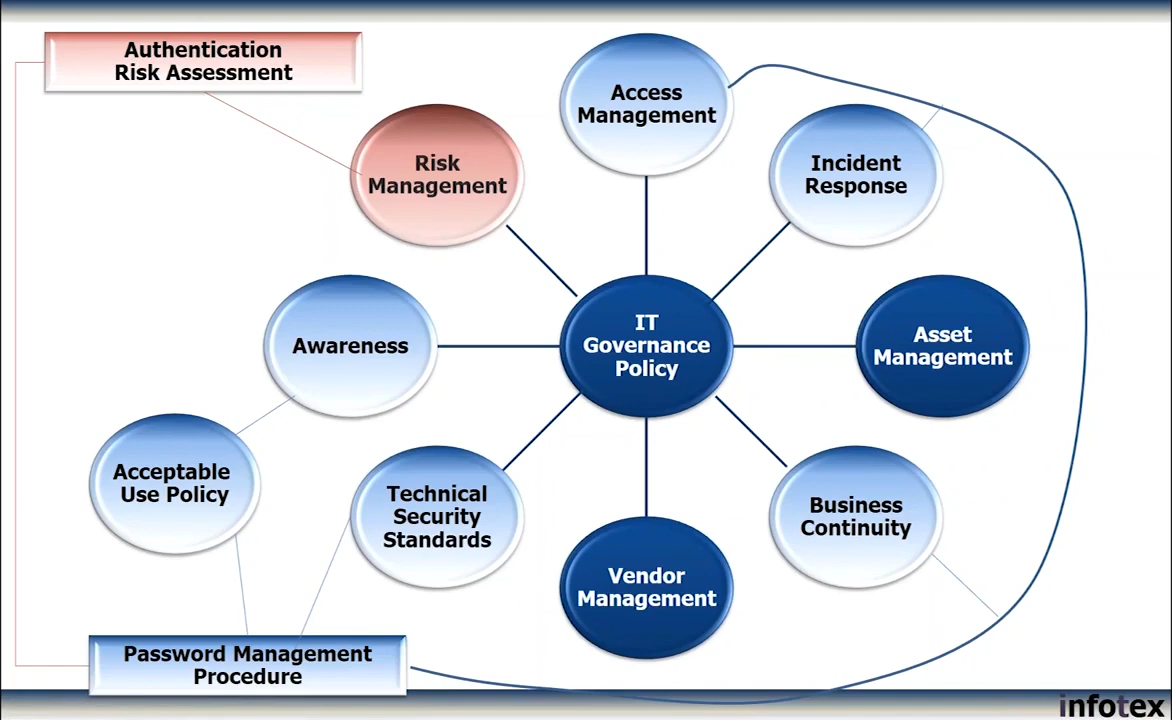 Authentication
Risk Assessment
Access
Management
Risk
Management
Incident
Response
Awareness
IT
Governance
Policy
Asset
Management
Acceptable
Use Policy
Technical
Security
Standards
Business
Continuity
Vendor
Management
Password Management
Procedure
infotex